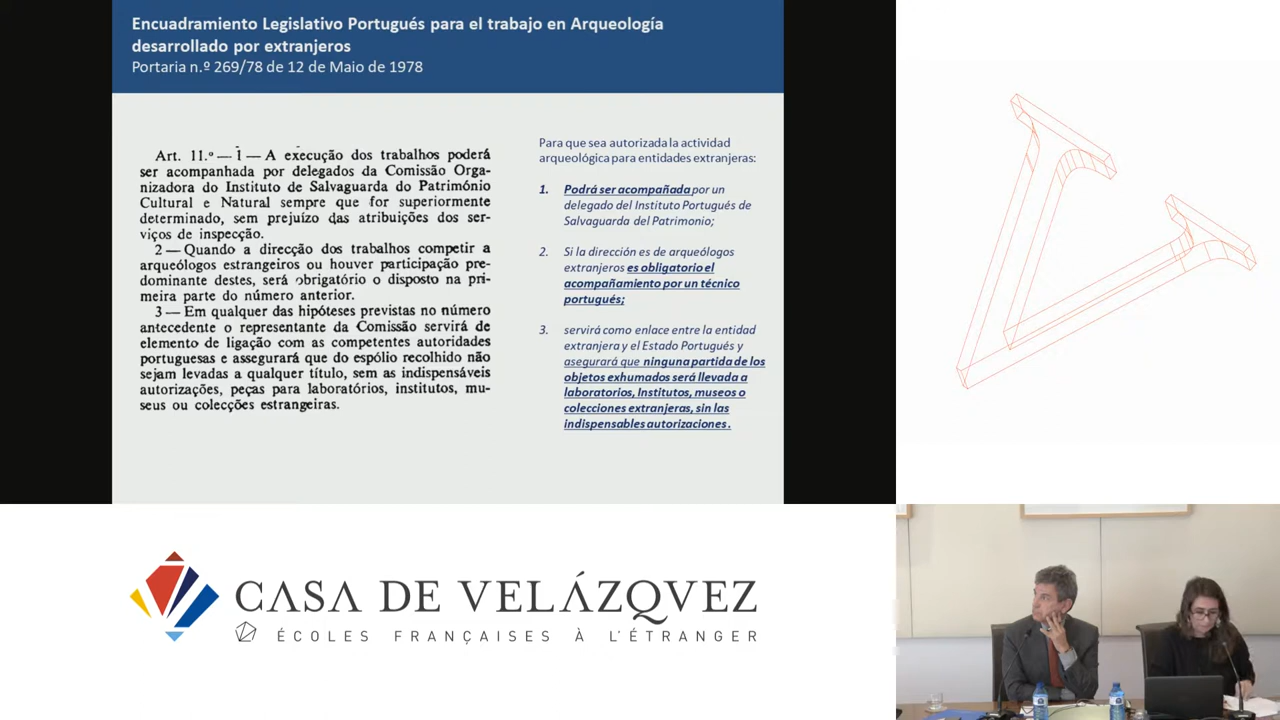 Encuadramiento Legislativo Portugués para el trabajo en Arqueología
desarrollado por extranjeros
Portaria n.º 269/78 de 12 de Maio de 1978
Art. 11.º — 1 — A execução dos trabalhos poderá
ser acompanhada por delegados da Comissão Orga-
nizadora do Instituto de Salvaguarda do Património
Cultural e Natural sempre que for superiormente
determinado, sem prejuízo das atribuições dos ser-
viços de inspecção.
2 — Quando a direcção dos trabalhos competir a
arqueólogos estrangeiros ou houver participação pre-
dominante destes, será obrigatório o disposto na pri-
meira parte do número anterior.
3 — Em qualquer das hipóteses previstas no número
antecedente o representante da Comissão servirá de
elemento de ligação com as competentes autoridades
portuguesas e assegurará que do espólio recolhido não
sejam levadas a qualquer título, sem as indispensáveis
autorizações, peças para laboratórios, institutos, mu-
seus ou colecções estrangeiras.
Para que sea autorizada la actividad
arqueológica para entidades extranjeras:
1. Podrá ser acompañada por un
delegado del Instituto Portugués de
Salvaguarda del Patrimonio;
2. Si la dirección es de arqueólogos
extranjeros es obligatorio el
acompañamiento por un técnico
portugués;
3. servirá como enlace entre la entidad
extranjera y el Estado Portugués y
asegurará que ninguna partida de los
objetos exhumados será llevada a
laboratorios, Institutos, museos o
colecciones extranjeras, sin las
indispensables autorizaciones.
CASA DE VELÁZQVEZ
ÉCOLES FRANÇAISES À L'ÉTRANGER